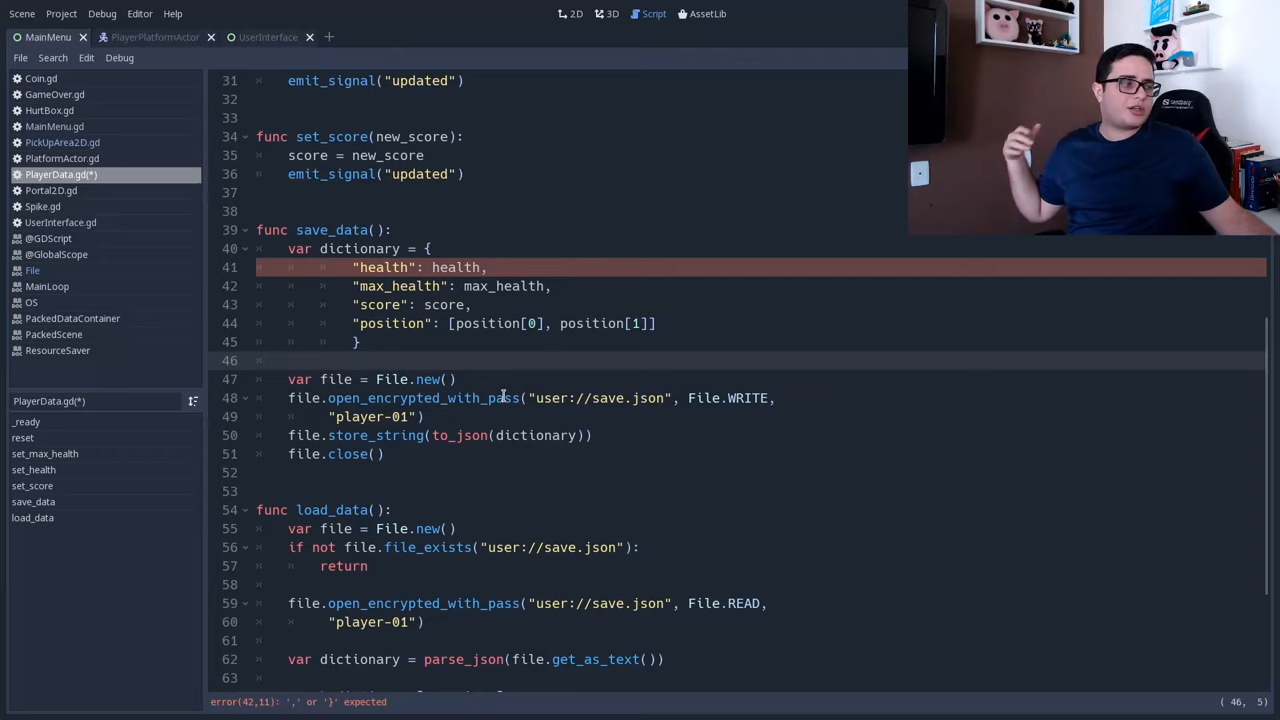 Scene Project Debug Editor Help
2D 3D Script AssetLib
MainMenu PlayerPlatformActor UserInterface
File Search Edit Debug
Coin.gd
GameOver.gd
HurtBox.gd
MainMenu.gd
PickUpArea2D.gd
PlatformActor.gd
PlayerData.gd(*)
Portal2D.gd
Spike.gd
UserInterface.gd
@GDScript
@GlobalScope
File
MainLoop
OS
PackedDataContainer
PackedScene
ResourceSaver
PlayerData.gd(*)
_ready
reset
set_max_health
set_health
set_score
save_data
load_data
31 emit_signal("updated")
32
33
34 func set_score(new_score):
35 score = new_score
36 emit_signal("updated")
37
38
39 func save_data():
40 var dictionary = {
41 "health": health,
42 "max_health": max_health,
43 "score": score,
44 "position": [position[0], position[1]]
45 }
46
47 var file = File.new()
48 file.open_encrypted_with_pass("user://save.json", File.WRITE,
49 "player-01")
50 file.store_string(to_json(dictionary))
51 file.close()
52
53
54 func load_data():
55 var file = File.new()
56 if not file.file_exists("user://save.json"):
57 return
58
59 file.open_encrypted_with_pass("user://save.json", File.READ,
60 "player-01")
61
62 var dictionary = parse_json(file.get_as_text())
63
error(42,11): ',' or '}' expected
( 46, 5)